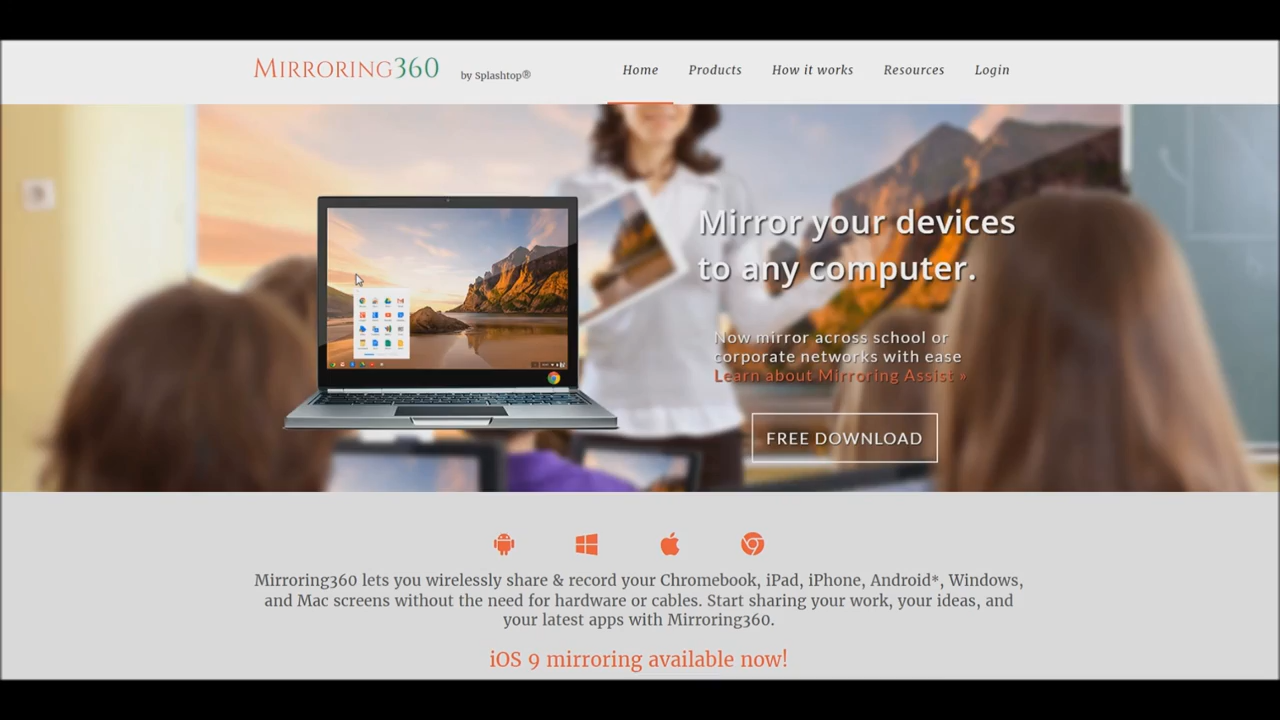 MIRRORING360 by Splashtop®
Home Products How it works Resources Login
Mirror your devices
to any computer.
Now mirror across school or
corporate networks with ease
Learn about Mirroring Assist »
FREE DOWNLOAD
Mirroring360 lets you wirelessly share & record your Chromebook, iPad, iPhone, Android*, Windows,
and Mac screens without the need for hardware or cables. Start sharing your work, your ideas, and
your latest apps with Mirroring360.
iOS 9 mirroring available now!